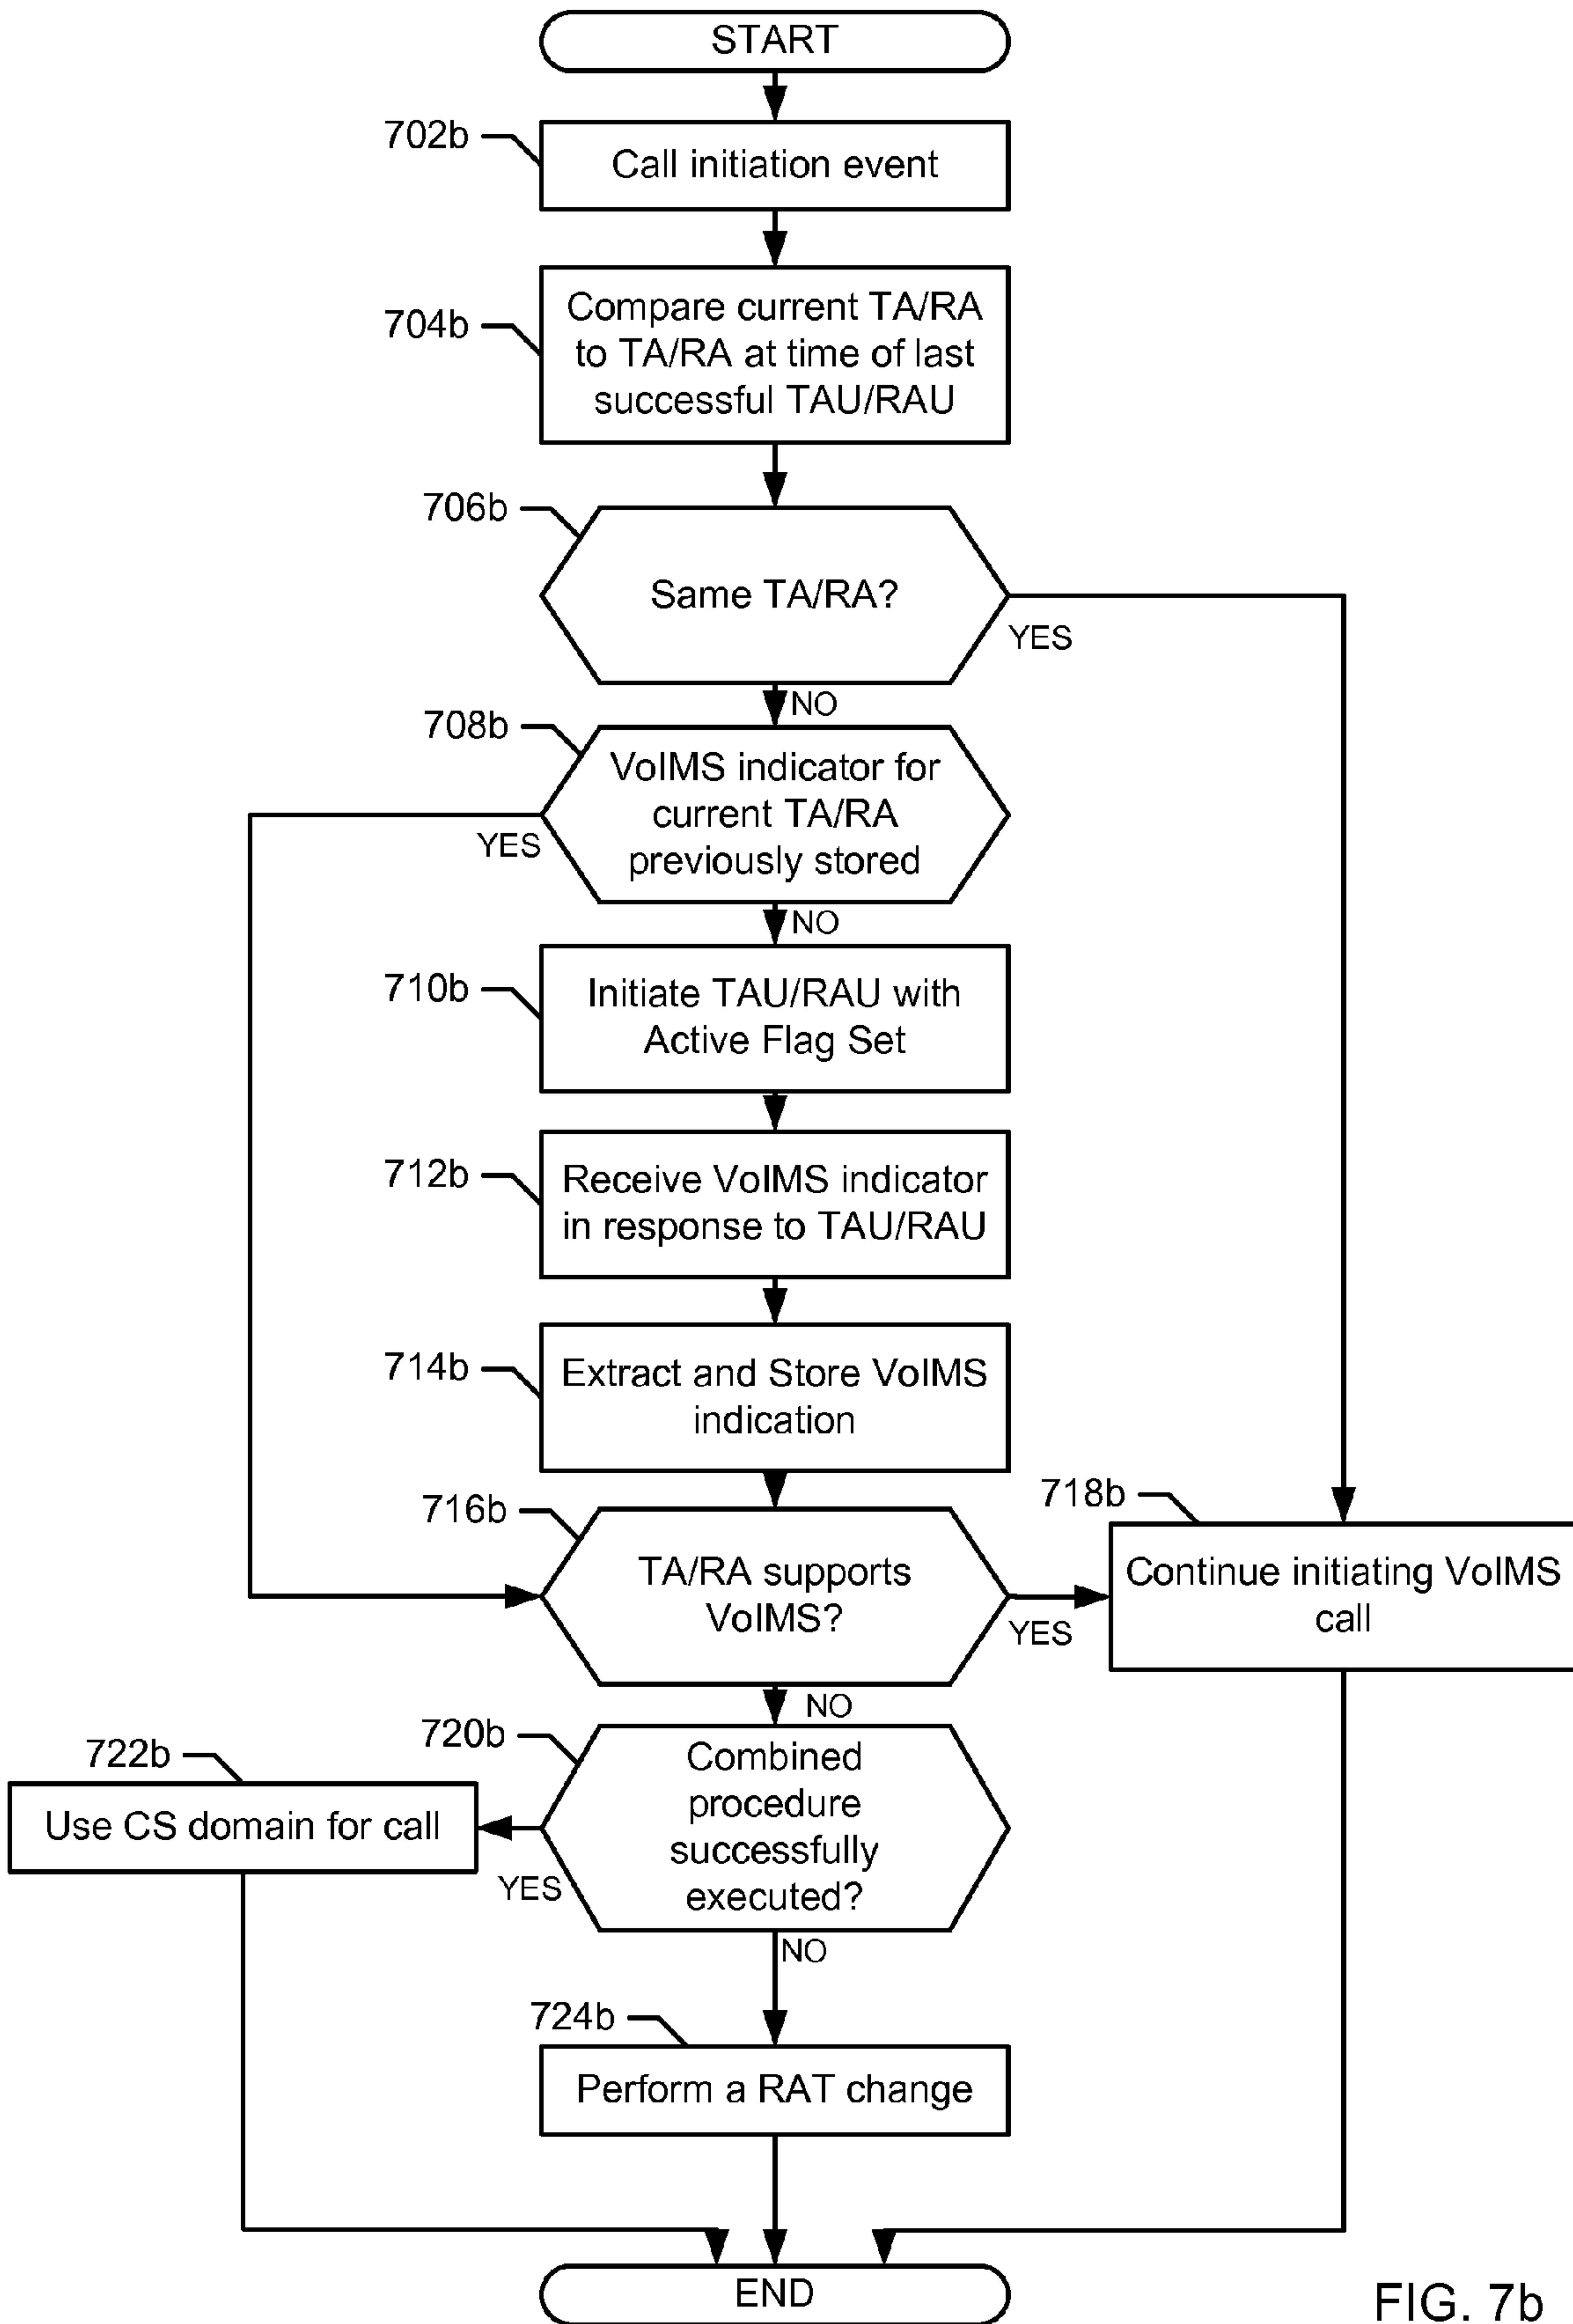 START
702b
Call initiation event
704b
Compare current TA/RA
to TA/RA at time of last
successful TAU/RAU
706b
Same TA/RA?
YES
NO
708b
VoIMS indicator for
current TA/RA
previously stored
YES
NO
710b
Initiate TAU/RAU with
Active Flag Set
712b
Receive VoIMS indicator
in response to TAU/RAU
714b
Extract and Store VoIMS
indication
716b
TA/RA supports
VoIMS?
YES
718b
Continue initiating VoIMS
call
NO
720b
Combined
procedure
successfully
executed?
YES
722b
Use CS domain for call
NO
724b
Perform a RAT change
END
FIG. 7b